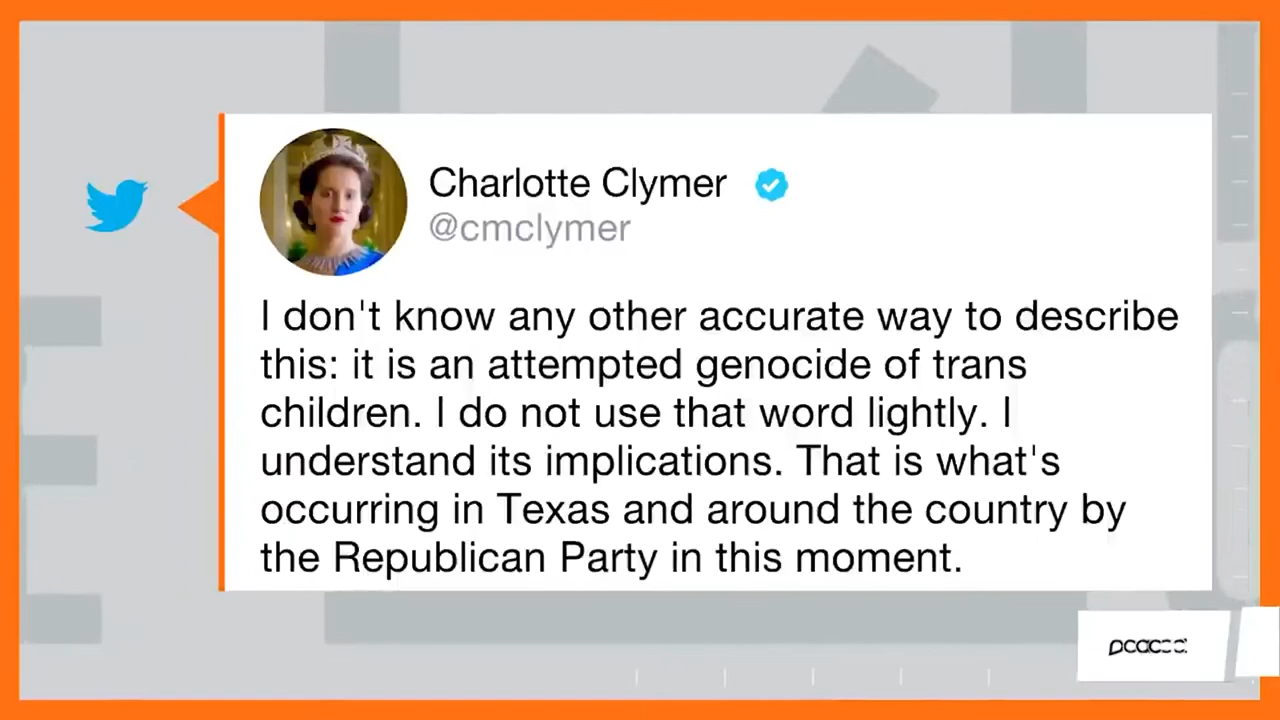 Charlotte Clymer
@cmclymer
I don't know any other accurate way to describe
this: it is an attempted genocide of trans
children. I do not use that word lightly. I
understand its implications. That is what's
occurring in Texas and around the country by
the Republican Party in this moment.